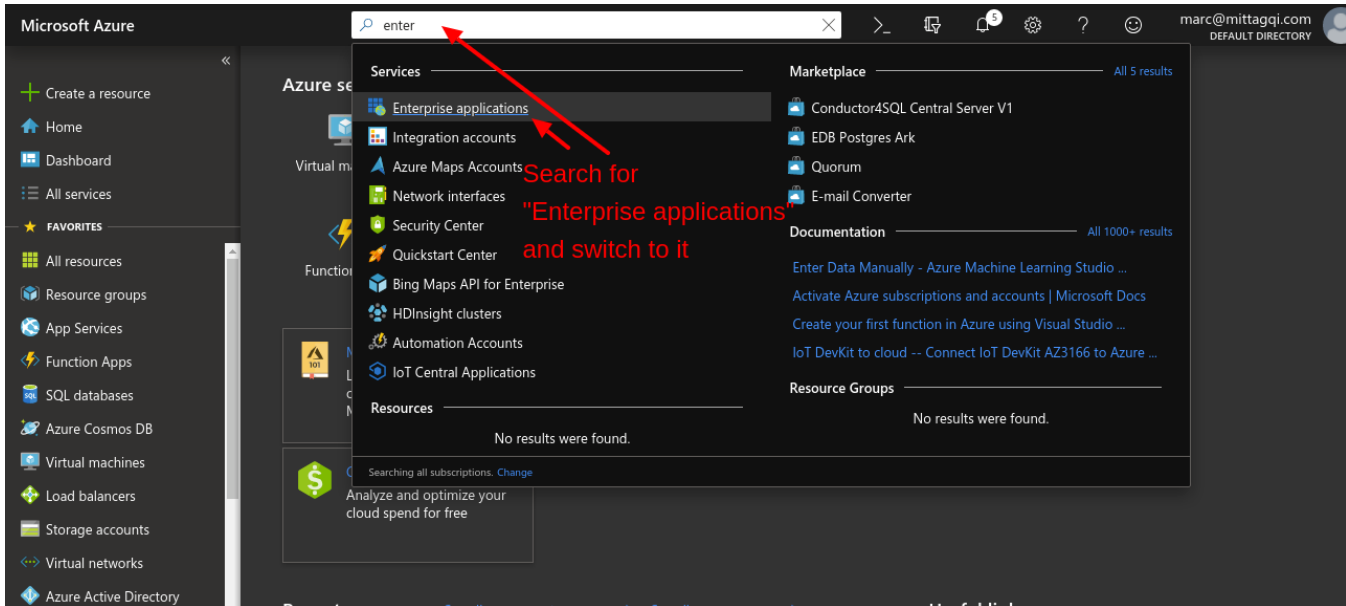 Microsoft Azure
enter
5
marc@mittagqi.com
DEFAULT DIRECTORY
«
Create a resource
Home
Dashboard
All services
FAVORITES
All resources
Resource groups
App Services
Function Apps
SQL databases
Azure Cosmos DB
Virtual machines
Load balancers
Storage accounts
Virtual networks
Azure Active Directory
Azure se
Virtual ma
Function
101
Analyze and optimize your
cloud spend for free
Services
Enterprise applications
Integration accounts
Azure Maps Accounts
Network interfaces
Security Center
Quickstart Center
Bing Maps API for Enterprise
HDInsight clusters
Automation Accounts
IoT Central Applications
Resources
No results were found.
Searching all subscriptions. Change
Search for
"Enterprise applications"
and switch to it
Marketplace
All 5 results
Conductor4SQL Central Server V1
EDB Postgres Ark
Quorum
E-mail Converter
Documentation
All 1000+ results
Enter Data Manually - Azure Machine Learning Studio ...
Activate Azure subscriptions and accounts | Microsoft Docs
Create your first function in Azure using Visual Studio ...
IoT DevKit to cloud -- Connect IoT DevKit AZ3166 to Azure ...
Resource Groups
No results were found.